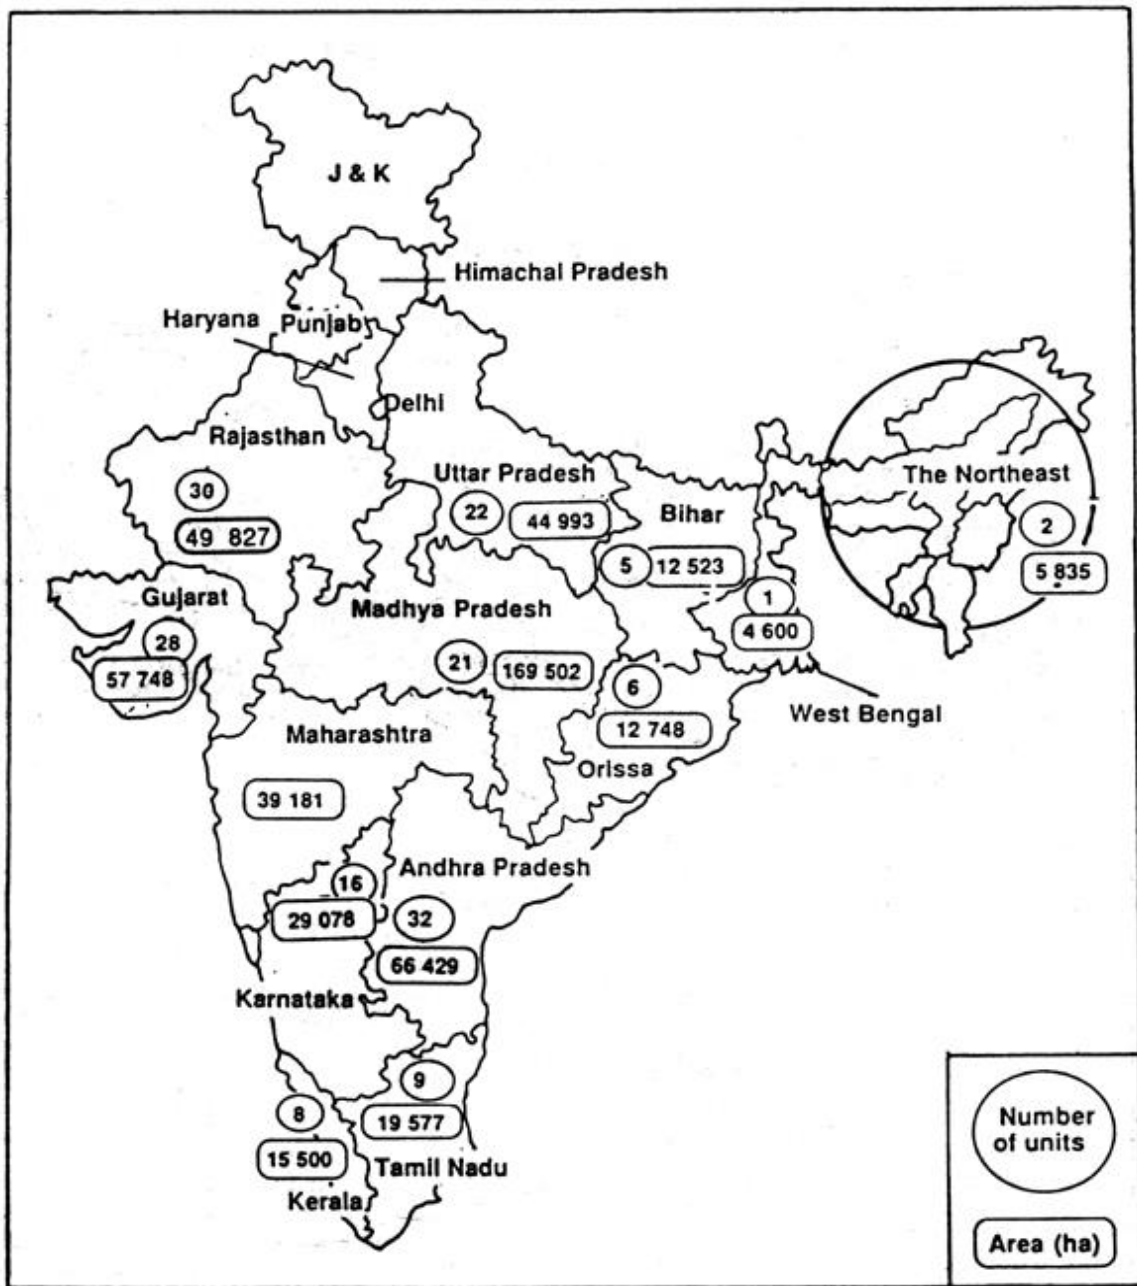 J & K
Himachal Pradesh
Haryana
Punjab
Delhi
Rajasthan
30
49 827
Uttar Pradesh
22
44 993
Bihar
5
12 523
The Northeast
2
5 835
Gujarat
28
57 748
Madhya Pradesh
21
169 502
1
4 600
West Bengal
6
12 748
Orissa
Maharashtra
39 181
Andhra Pradesh
16
29 078
32
66 429
Karnataka
9
19 577
Tamil Nadu
8
15 500
Kerala
Number
of units
Area (ha)